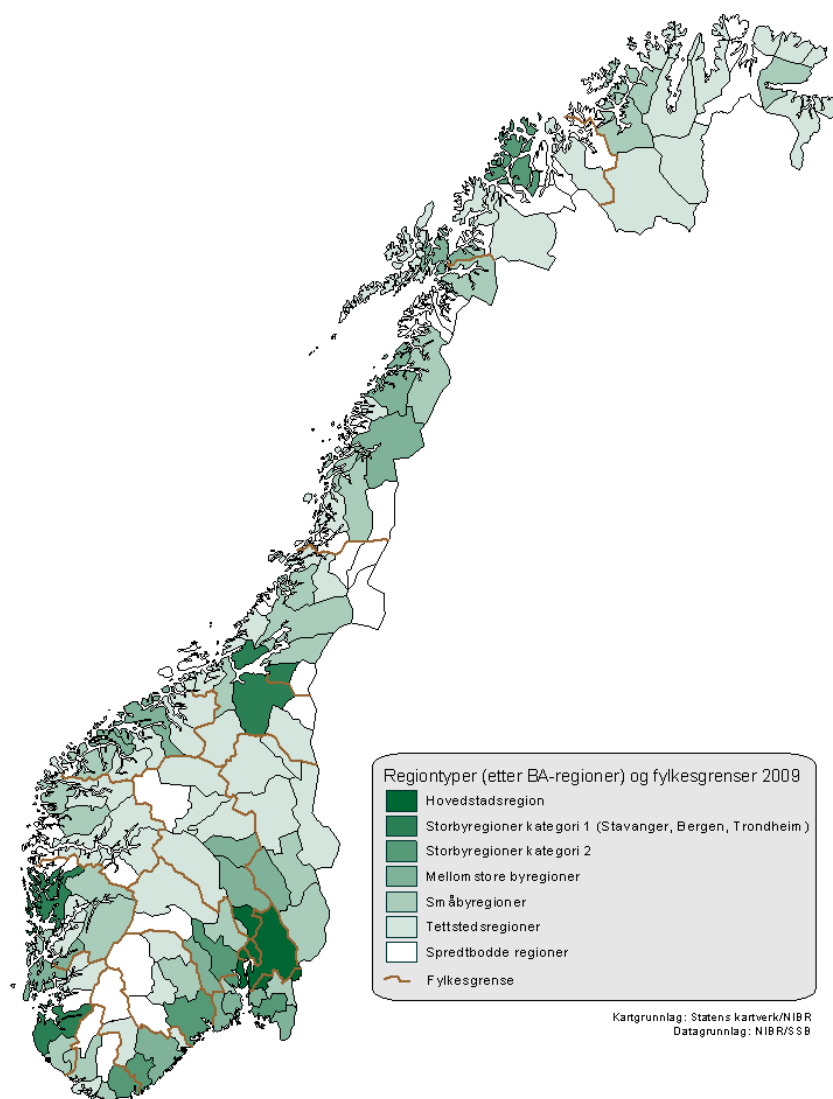 Regiontyper (etter BA-regioner) og fylkesgrenser 2009
Hovedstadsregion
Storbyregioner kategori 1 (Stavanger, Bergen, Trondheim)
Storbyregioner kategori 2
Mellomstore byregioner
Småbyregioner
Tettstedsregioner
Spredtbodde regioner
Fylkesgrense
Kartgrunnlag: Statens kartverk/NIBR
Datagrunnlag: NIBR/SSB